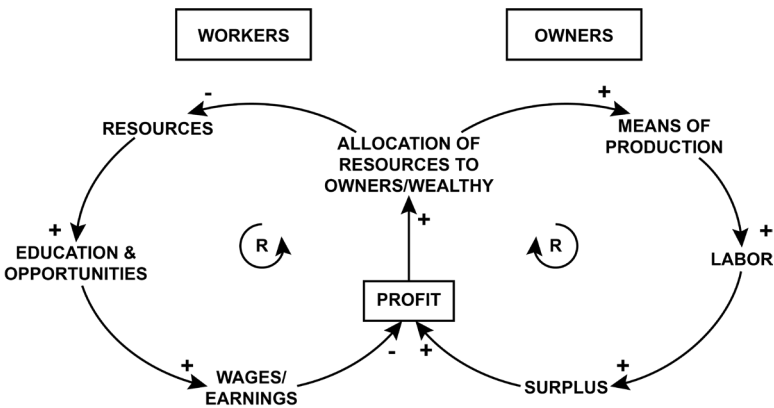 WORKERS
OWNERS
-
+
RESOURCES
MEANS OF
PRODUCTION
ALLOCATION OF
RESOURCES TO
OWNERS/WEALTHY
+
+
+
EDUCATION &
OPPORTUNITIES
R
R
LABOR
PROFIT
+
-
+
+
WAGES/
EARNINGS
SURPLUS